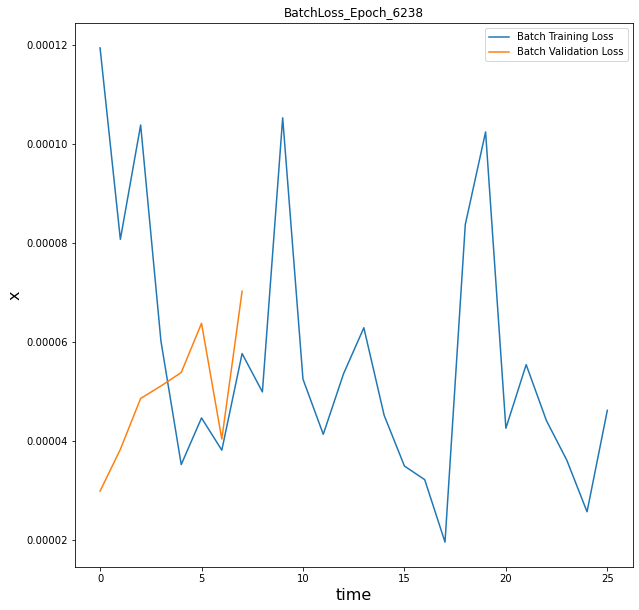 BatchLoss_Epoch_6238
Batch Training Loss
Batch Validation Loss
0.00012
0.00010
0.00008
0.00006
0.00004
0.00002
x
0 5 10 15 20 25
time